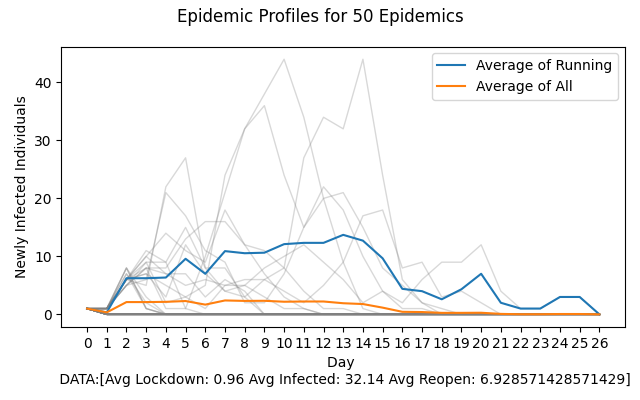 Epidemic Profiles for 50 Epidemics
Average of Running
Average of All
Newly Infected Individuals
40
30
20
10
0
0 1 2 3 4 5 6 7 8 9 10 11 12 13 14 15 16 17 18 19 20 21 22 23 24 25 26
Day
DATA:[Avg Lockdown: 0.96 Avg Infected: 32.14 Avg Reopen: 6.928571428571429]